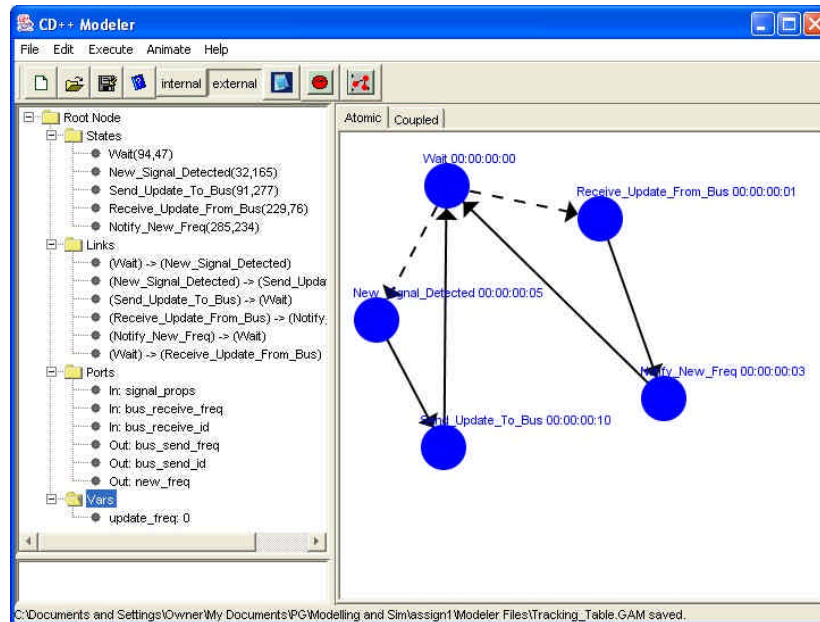 CD++ Modeler
File Edit Execute Animate Help
internal external
Root Node
States
Wait(94,47)
New_Signal_Detected(32,165)
Send_Update_To_Bus(91,277)
Receive_Update_From_Bus(229,76)
Notify_New_Freq(285,234)
Links
(Wait) -> (New_Signal_Detected)
(New_Signal_Detected) -> (Send_Upda
(Send_Update_To_Bus) -> (Wait)
(Receive_Update_From_Bus) -> (Notify_
(Notify_New_Freq) -> (Wait)
(Wait) -> (Receive_Update_From_Bus)
Ports
In: signal_props
In: bus_receive_freq
In: bus_receive_id
Out: bus_send_freq
Out: bus_send_id
Out: new_freq
Vars
update_freq: 0
Atomic Coupled
Wait 00:00:00:00
Receive_Update_From_Bus 00:00:00:01
New_Signal_Detected 00:00:00:05
Notify_New_Freq 00:00:00:03
Send_Update_To_Bus 00:00:00:10
C:\Documents and Settings\Owner\My Documents\PG\Modelling and Sim\assign1\Modeler Files\Tracking_Table.GAM saved.